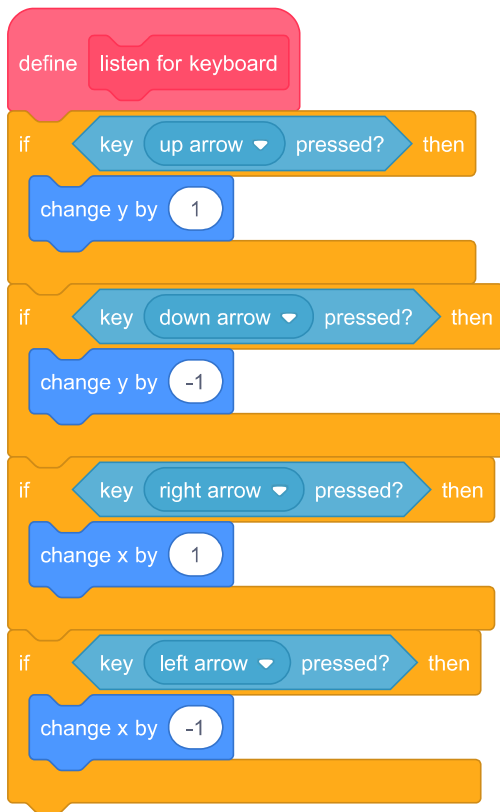 define listen for keyboard
if key up arrow pressed? then
change y by 1
if key down arrow pressed? then
change y by -1
if key right arrow pressed? then
change x by 1
if key left arrow pressed? then
change x by -1